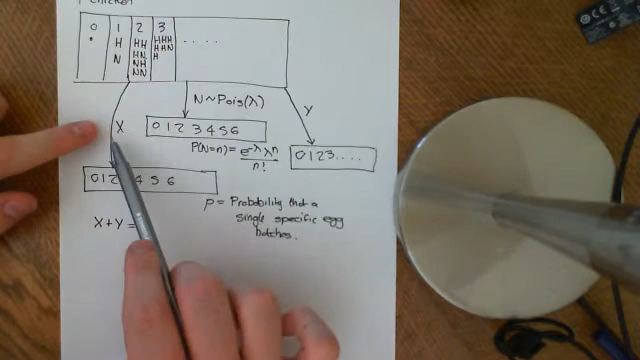 Chicken
0 1 2 3
H HH HHH
HN HHN
N NH H
NN
. . . .
N~Pois(λ)
X
Y
0 1 2 3 4 5 6
P(N=n) = e^-λ λ^n / n!
0 1 2 3 ....
0 1 2 4 5 6
p = Probability that a
single specific egg
hatches.
X+Y =